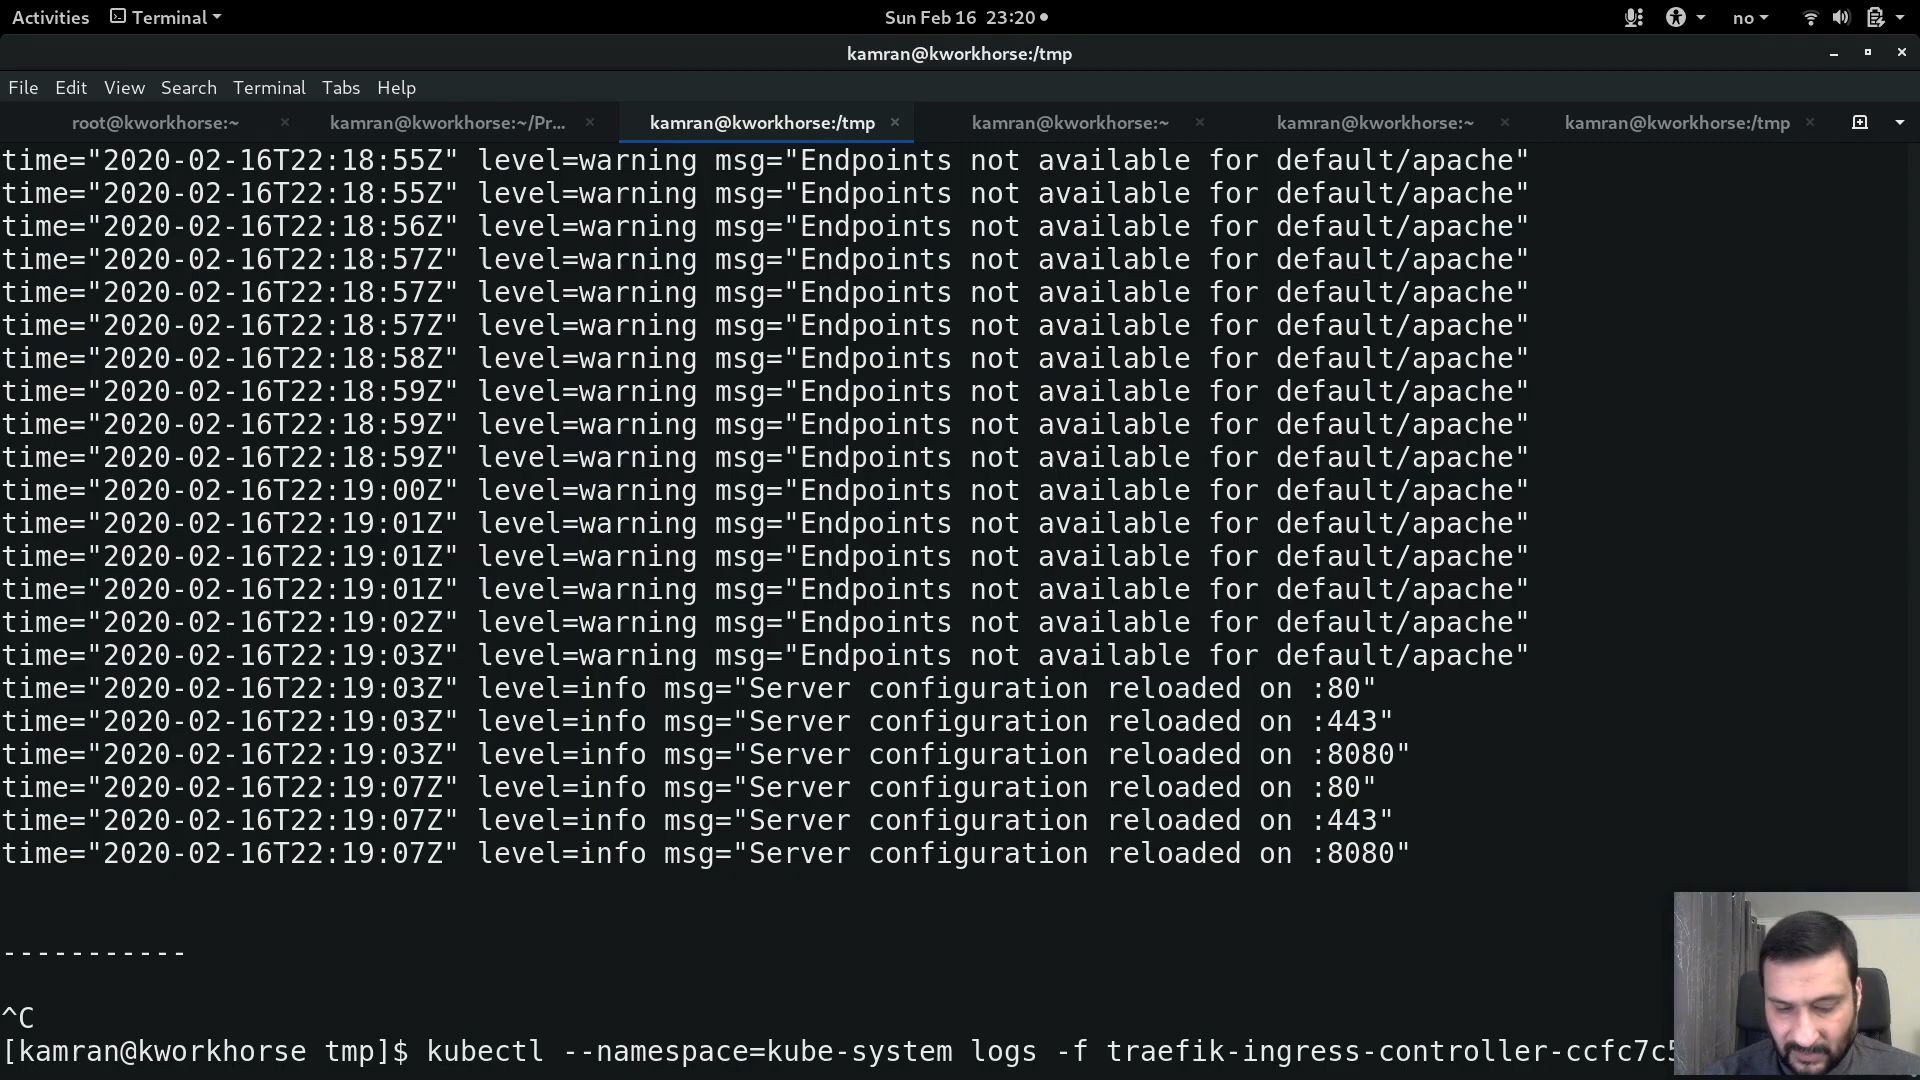 Activities Terminal Sun Feb 16 23:20 no
kamran@kworkhorse:/tmp
File Edit View Search Terminal Tabs Help
root@kworkhorse:~ kamran@kworkhorse:~/Pr... kamran@kworkhorse:/tmp kamran@kworkhorse:~ kamran@kworkhorse:~ kamran@kworkhorse:/tmp
time="2020-02-16T22:18:55Z" level=warning msg="Endpoints not available for default/apache"
time="2020-02-16T22:18:55Z" level=warning msg="Endpoints not available for default/apache"
time="2020-02-16T22:18:56Z" level=warning msg="Endpoints not available for default/apache"
time="2020-02-16T22:18:57Z" level=warning msg="Endpoints not available for default/apache"
time="2020-02-16T22:18:57Z" level=warning msg="Endpoints not available for default/apache"
time="2020-02-16T22:18:57Z" level=warning msg="Endpoints not available for default/apache"
time="2020-02-16T22:18:58Z" level=warning msg="Endpoints not available for default/apache"
time="2020-02-16T22:18:59Z" level=warning msg="Endpoints not available for default/apache"
time="2020-02-16T22:18:59Z" level=warning msg="Endpoints not available for default/apache"
time="2020-02-16T22:18:59Z" level=warning msg="Endpoints not available for default/apache"
time="2020-02-16T22:19:00Z" level=warning msg="Endpoints not available for default/apache"
time="2020-02-16T22:19:01Z" level=warning msg="Endpoints not available for default/apache"
time="2020-02-16T22:19:01Z" level=warning msg="Endpoints not available for default/apache"
time="2020-02-16T22:19:01Z" level=warning msg="Endpoints not available for default/apache"
time="2020-02-16T22:19:02Z" level=warning msg="Endpoints not available for default/apache"
time="2020-02-16T22:19:03Z" level=warning msg="Endpoints not available for default/apache"
time="2020-02-16T22:19:03Z" level=info msg="Server configuration reloaded on :80"
time="2020-02-16T22:19:03Z" level=info msg="Server configuration reloaded on :443"
time="2020-02-16T22:19:03Z" level=info msg="Server configuration reloaded on :8080"
time="2020-02-16T22:19:07Z" level=info msg="Server configuration reloaded on :80"
time="2020-02-16T22:19:07Z" level=info msg="Server configuration reloaded on :443"
time="2020-02-16T22:19:07Z" level=info msg="Server configuration reloaded on :8080"
-----------
^C
[kamran@kworkhorse tmp]$ kubectl --namespace=kube-system logs -f traefik-ingress-controller-ccfc7c5